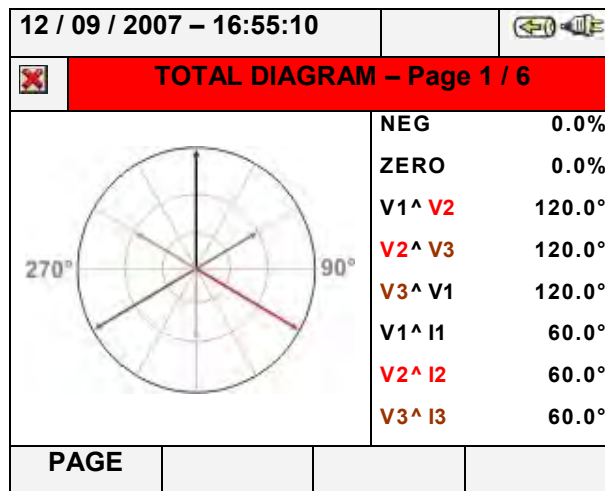 12 / 09 / 2007 – 16:55:10
TOTAL DIAGRAM – Page 1 / 6
270°
90°
NEG 0.0%
ZERO 0.0%
V1^ V2 120.0°
V2^ V3 120.0°
V3^ V1 120.0°
V1^ I1 60.0°
V2^ I2 60.0°
V3^ I3 60.0°
PAGE